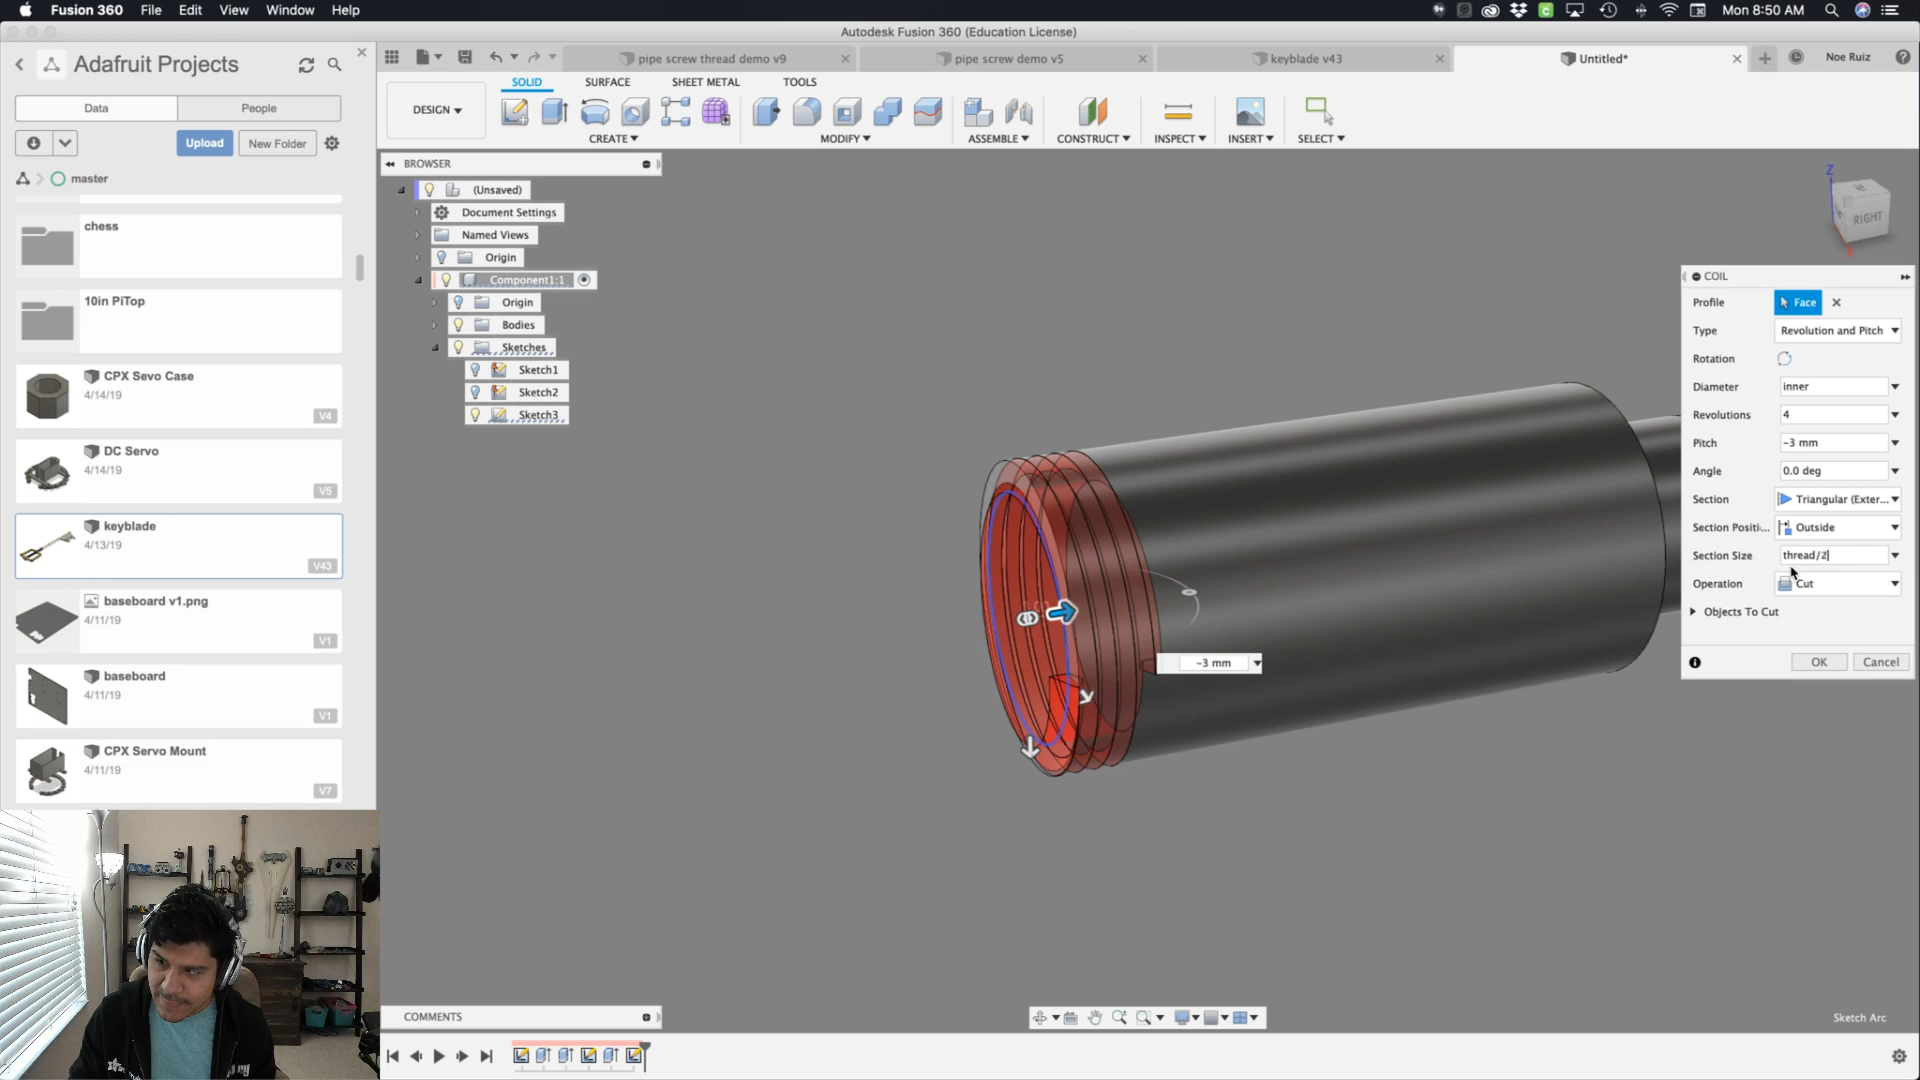 Fusion 360 File Edit View Window Help
Mon 8:50 AM
Autodesk Fusion 360 (Education License)
Adafruit Projects
Data People
Upload New Folder
master
chess
10in PiTop
CPX Sevo Case
4/14/19
V4
DC Servo
4/14/19
V5
keyblade
4/13/19
V43
baseboard v1.png
4/11/19
V1
baseboard
4/11/19
V1
CPX Servo Mount
4/11/19
V7
pipe screw thread demo v9
pipe screw demo v5
keyblade v43
Untitled*
Noe Ruiz
SOLID SURFACE SHEET METAL TOOLS
DESIGN
CREATE MODIFY ASSEMBLE CONSTRUCT INSPECT INSERT SELECT
BROWSER
(Unsaved)
Document Settings
Named Views
Origin
Component1:1
Origin
Bodies
Sketches
Sketch1
Sketch2
Sketch3
Z
RIGHT
X
-3 mm
COIL
Profile Face
Type Revolution and Pitch
Rotation
Diameter inner
Revolutions 4
Pitch -3 mm
Angle 0.0 deg
Section Triangular (Exter...
Section Positi... Outside
Section Size thread/2
Operation Cut
Objects To Cut
OK Cancel
COMMENTS
Sketch Arc